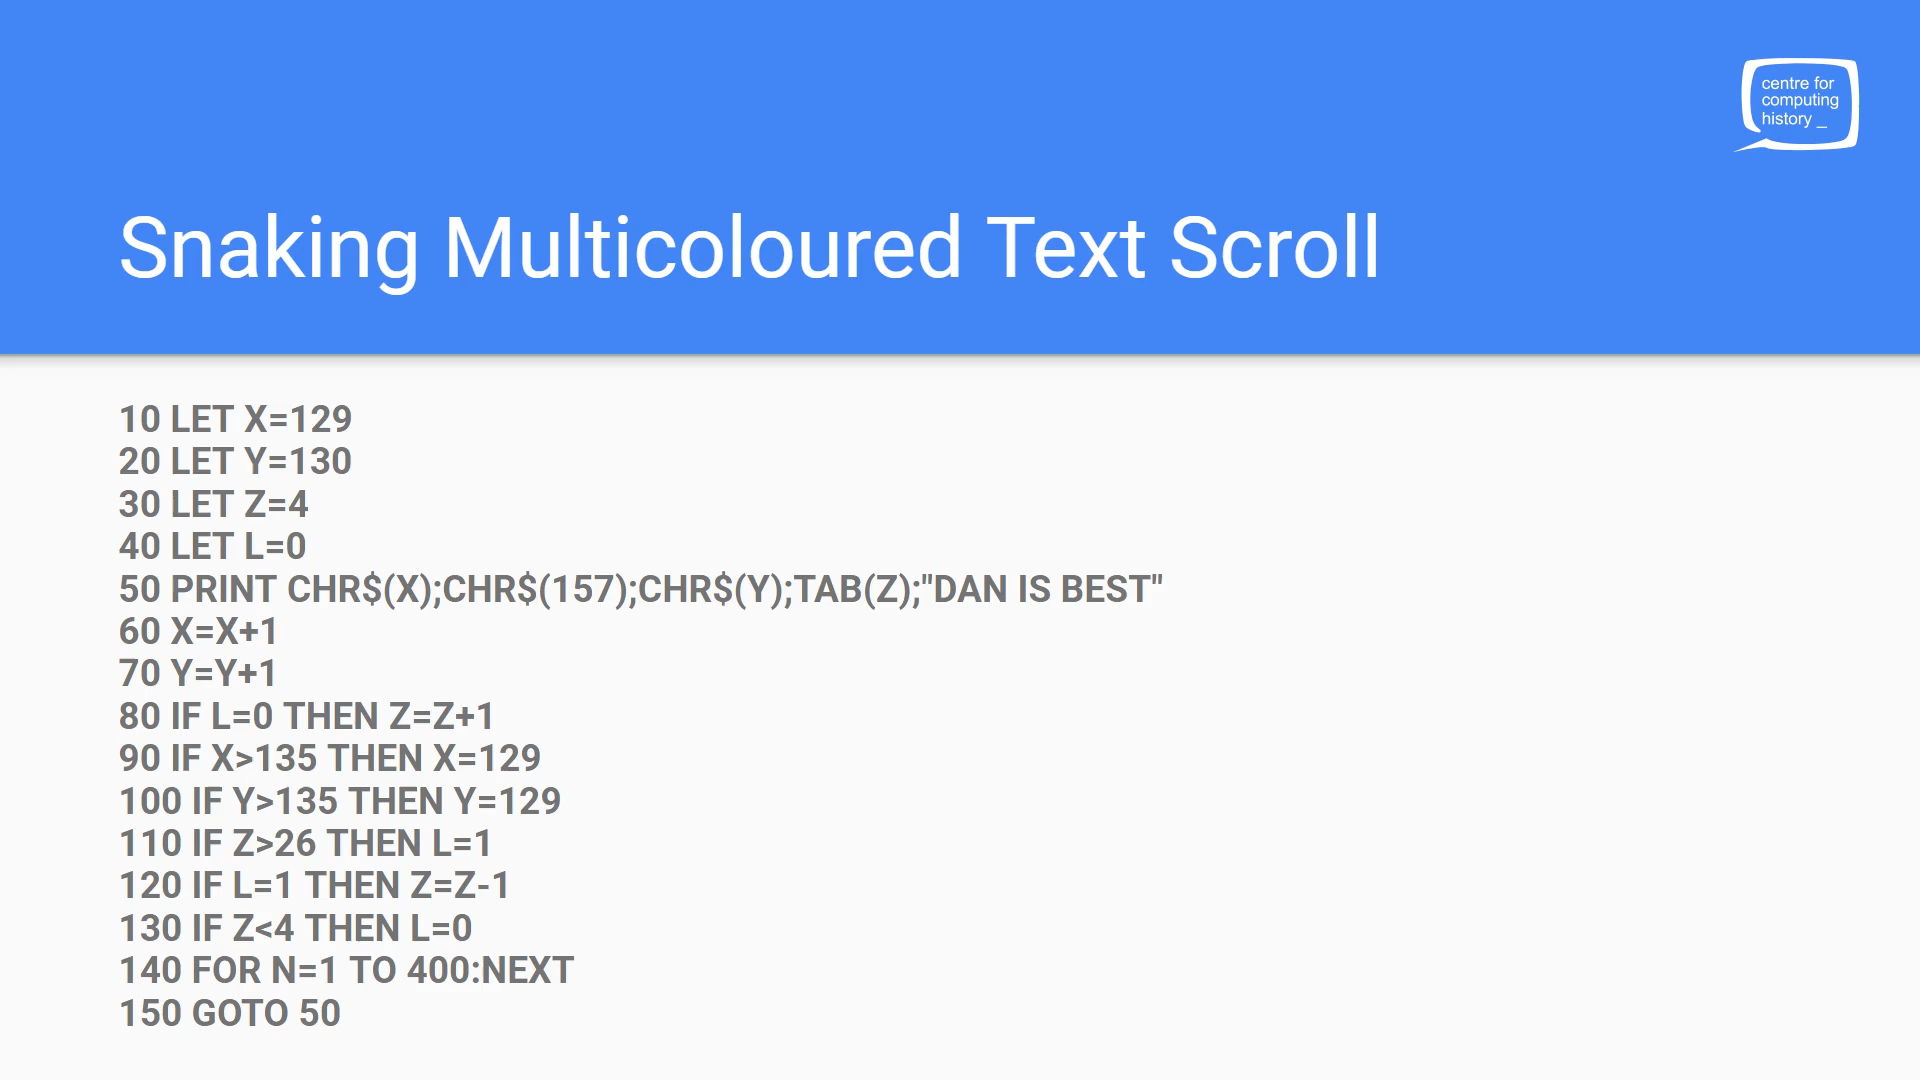 centre for
computing
history _
Snaking Multicoloured Text Scroll
10 LET X=129
20 LET Y=130
30 LET Z=4
40 LET L=0
50 PRINT CHR$(X);CHR$(157);CHR$(Y);TAB(Z);"DAN IS BEST"
60 X=X+1
70 Y=Y+1
80 IF L=0 THEN Z=Z+1
90 IF X>135 THEN X=129
100 IF Y>135 THEN Y=129
110 IF Z>26 THEN L=1
120 IF L=1 THEN Z=Z-1
130 IF Z<4 THEN L=0
140 FOR N=1 TO 400:NEXT
150 GOTO 50